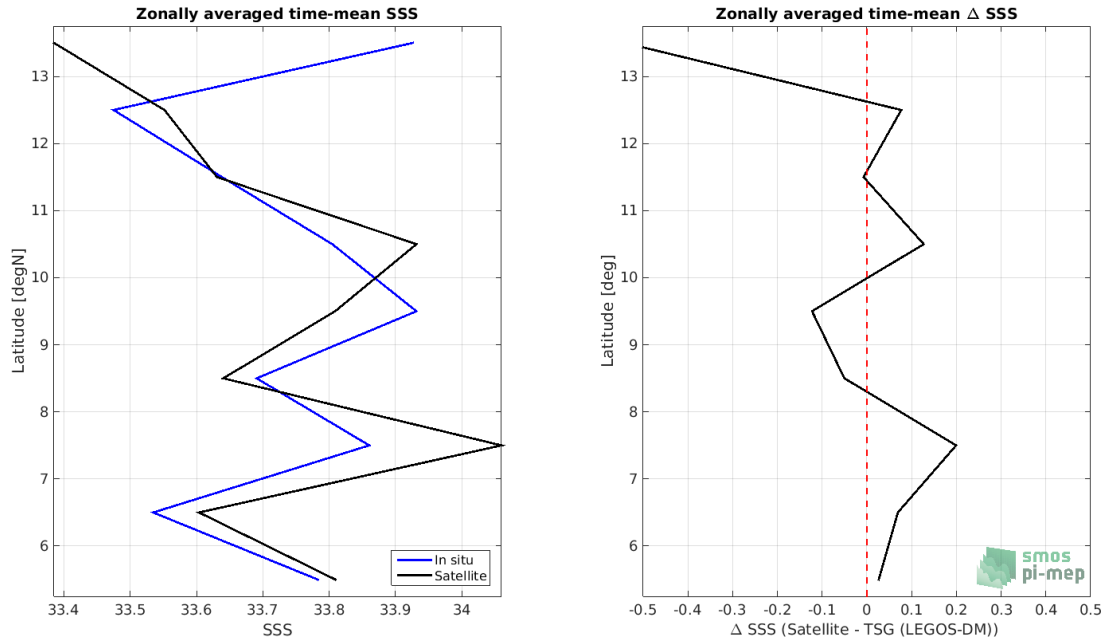 Zonally averaged time-mean SSS
13
12
11
10
9
8
7
6
Latitude [degN]
33.4 33.5 33.6 33.7 33.8 33.9 34
SSS
In situ
Satellite
Zonally averaged time-mean Δ SSS
13
12
11
10
9
8
7
6
Latitude [deg]
-0.5 -0.4 -0.3 -0.2 -0.1 0 0.1 0.2 0.3 0.4 0.5
Δ SSS (Satellite - TSG (LEGOS-DM))
smos
pi-mep